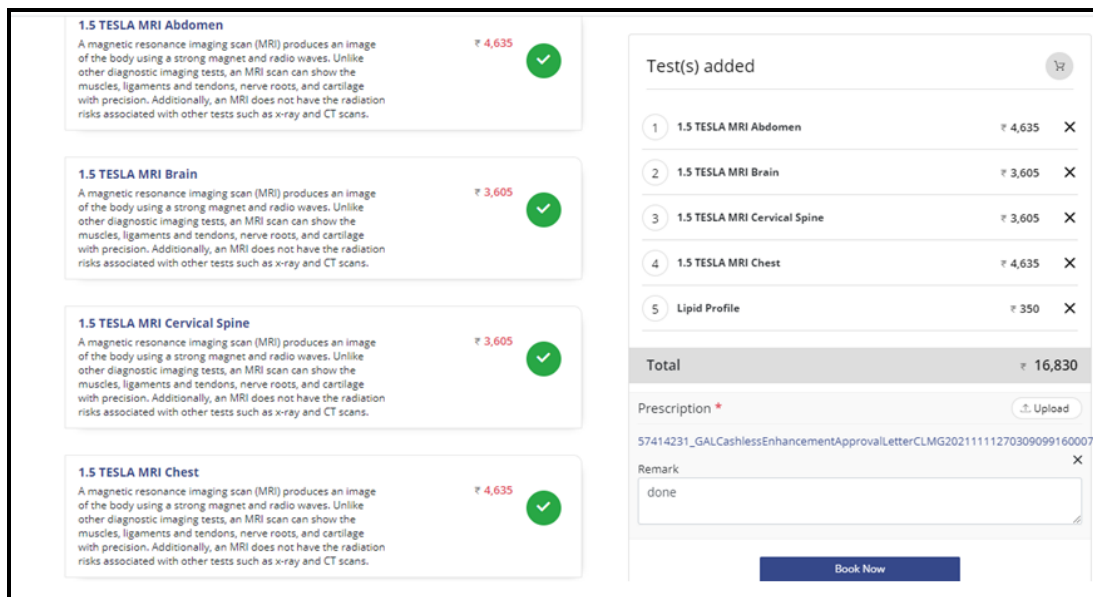 1.5 TESLA MRI Abdomen
A magnetic resonance imaging scan (MRI) produces an image
₹ 4,635
of the body using a strong magnet and radio waves. Unlike
other diagnostic imaging tests, an MRI scan can show the
muscles, ligaments and tendons, nerve roots, and cartilage
with precision. Additionally, an MRI does not have the radiation
risks associated with other tests such as x-ray and CT scans.
1.5 TESLA MRI Brain
A magnetic resonance imaging scan (MRI) produces an image
₹ 3,605
of the body using a strong magnet and radio waves. Unlike
other diagnostic imaging tests, an MRI scan can show the
muscles, ligaments and tendons, nerve roots, and cartilage
with precision. Additionally, an MRI does not have the radiation
risks associated with other tests such as x-ray and CT scans.
1.5 TESLA MRI Cervical Spine
A magnetic resonance imaging scan (MRI) produces an image
₹ 3,605
of the body using a strong magnet and radio waves. Unlike
other diagnostic imaging tests, an MRI scan can show the
muscles, ligaments and tendons, nerve roots, and cartilage
with precision. Additionally, an MRI does not have the radiation
risks associated with other tests such as x-ray and CT scans.
1.5 TESLA MRI Chest
A magnetic resonance imaging scan (MRI) produces an image
₹ 4,635
of the body using a strong magnet and radio waves. Unlike
other diagnostic imaging tests, an MRI scan can show the
muscles, ligaments and tendons, nerve roots, and cartilage
with precision. Additionally, an MRI does not have the radiation
risks associated with other tests such as x-ray and CT scans.
Test(s) added
1 1.5 TESLA MRI Abdomen ₹ 4,635
2 1.5 TESLA MRI Brain ₹ 3,605
3 1.5 TESLA MRI Cervical Spine ₹ 3,605
4 1.5 TESLA MRI Chest ₹ 4,635
5 Lipid Profile ₹ 350
Total ₹ 16,830
Prescription * Upload
57414231_GALCashlessEnhancementApprovalLetterCLMG20211111270309099160007
Remark
done
Book Now